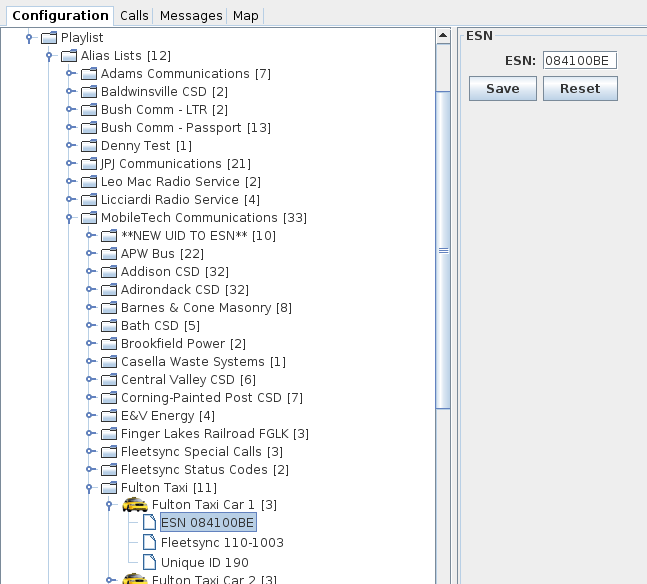 Configuration Calls Messages Map
Playlist
Alias Lists [12]
Adams Communications [7]
Baldwinsville CSD [2]
Bush Comm - LTR [2]
Bush Comm - Passport [13]
Denny Test [1]
JPJ Communications [21]
Leo Mac Radio Service [2]
Licciardi Radio Service [4]
MobileTech Communications [33]
**NEW UID TO ESN** [10]
APW Bus [22]
Addison CSD [32]
Adirondack CSD [32]
Barnes & Cone Masonry [8]
Bath CSD [5]
Brookfield Power [2]
Casella Waste Systems [1]
Central Valley CSD [6]
Corning-Painted Post CSD [7]
E&V Energy [4]
Finger Lakes Railroad FGLK [3]
Fleetsync Special Calls [3]
Fleetsync Status Codes [2]
Fulton Taxi [11]
Fulton Taxi Car 1 [3]
ESN 084100BE
Fleetsync 110-1003
Unique ID 190
Fulton Taxi Car 2 [3]
ESN
ESN: 084100BE
Save Reset